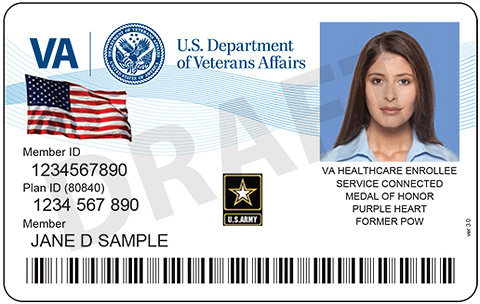 VA
U.S. Department
of Veterans Affairs
Member ID
1234567890
Plan ID (80840)
1234 567 890
Member
JANE D SAMPLE
U.S.ARMY
VA HEALTHCARE ENROLLEE
SERVICE CONNECTED
MEDAL OF HONOR
PURPLE HEART
FORMER POW
ver 3.0
DRAFT